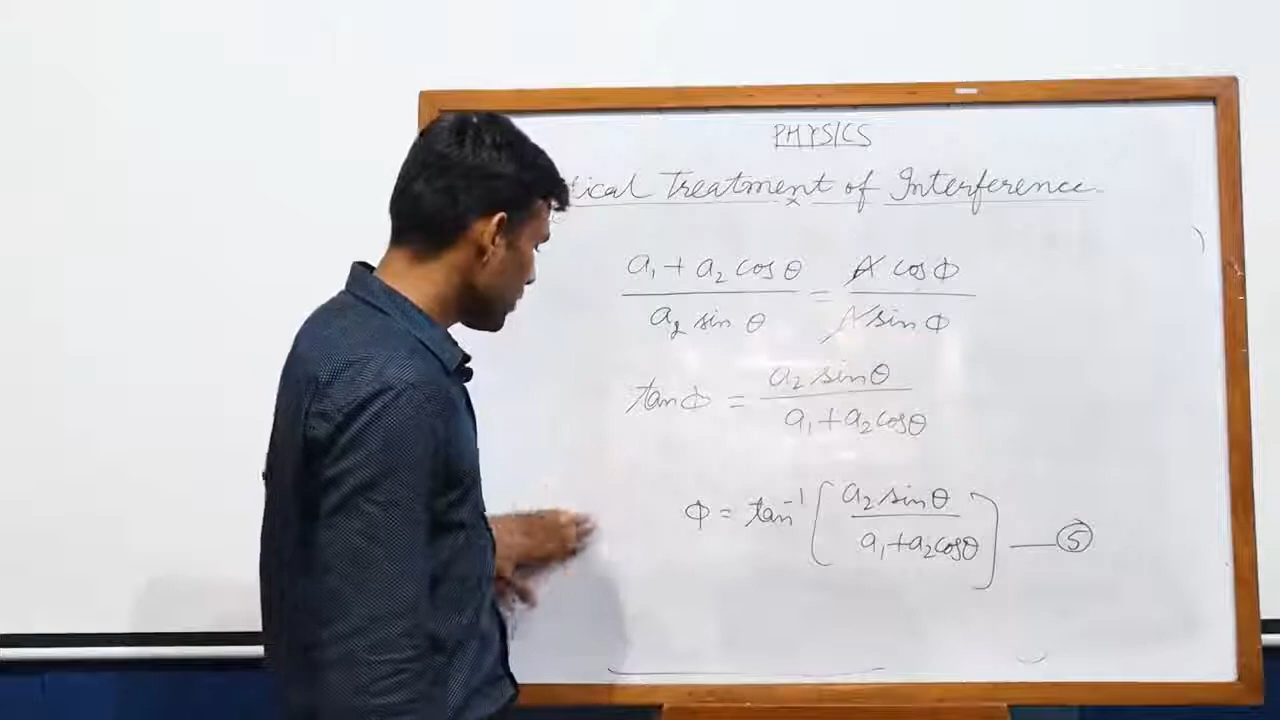 PHYSICS
tical Treatment of Interference.
a₁ + a₂ cos θ / a₂ sin θ = A cos Φ / A sin Φ
tan Φ = a₂ sin θ / a₁ + a₂ cos θ
Φ = tan⁻¹ [ a₂ sin θ / a₁ + a₂ cos θ ] — ⑤